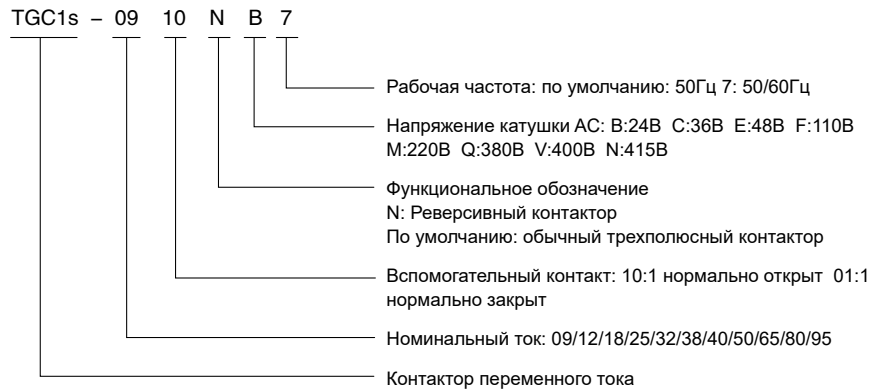 TGC1s – 09 10 N B 7
Рабочая частота: по умолчанию: 50Гц 7: 50/60Гц
Напряжение катушки AC: B:24В C:36В E:48В F:110В
M:220В Q:380В V:400В N:415В
Функциональное обозначение
N: Реверсивный контактор
По умолчанию: обычный трехполюсный контактор
Вспомогательный контакт: 10:1 нормально открыт 01:1
нормально закрыт
Номинальный ток: 09/12/18/25/32/38/40/50/65/80/95
Контактор переменного тока